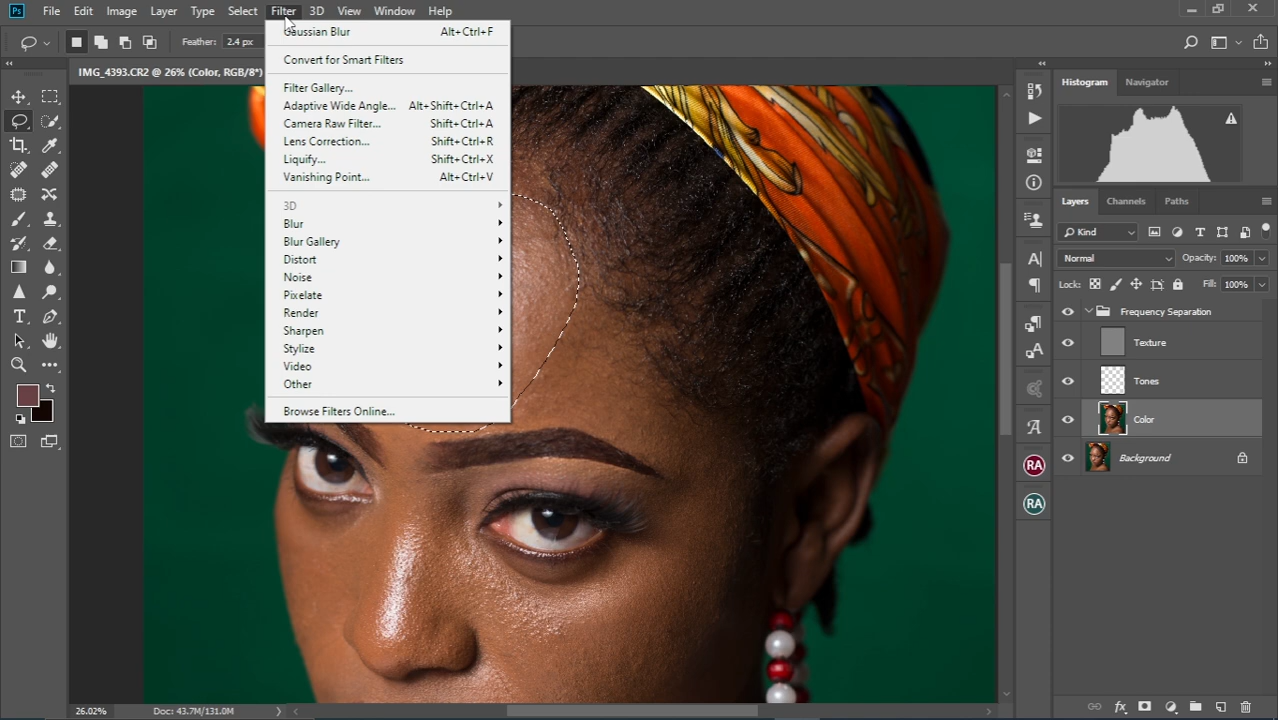 Ps File Edit Image Layer Type Select Filter 3D View Window Help
Feather: 2.4 px
IMG_4393.CR2 @ 26% (Color, RGB/8*)
Gaussian Blur Alt+Ctrl+F
Convert for Smart Filters
Filter Gallery...
Adaptive Wide Angle... Alt+Shift+Ctrl+A
Camera Raw Filter... Shift+Ctrl+A
Lens Correction... Shift+Ctrl+R
Liquify... Shift+Ctrl+X
Vanishing Point... Alt+Ctrl+V
3D
Blur
Blur Gallery
Distort
Noise
Pixelate
Render
Sharpen
Stylize
Video
Other
Browse Filters Online...
Histogram Navigator
Layers Channels Paths
Kind
Normal Opacity: 100%
Lock: Fill: 100%
Frequency Separation
Texture
Tones
Color
Background
RA
RA
26.02% Doc: 43.7M/131.0M